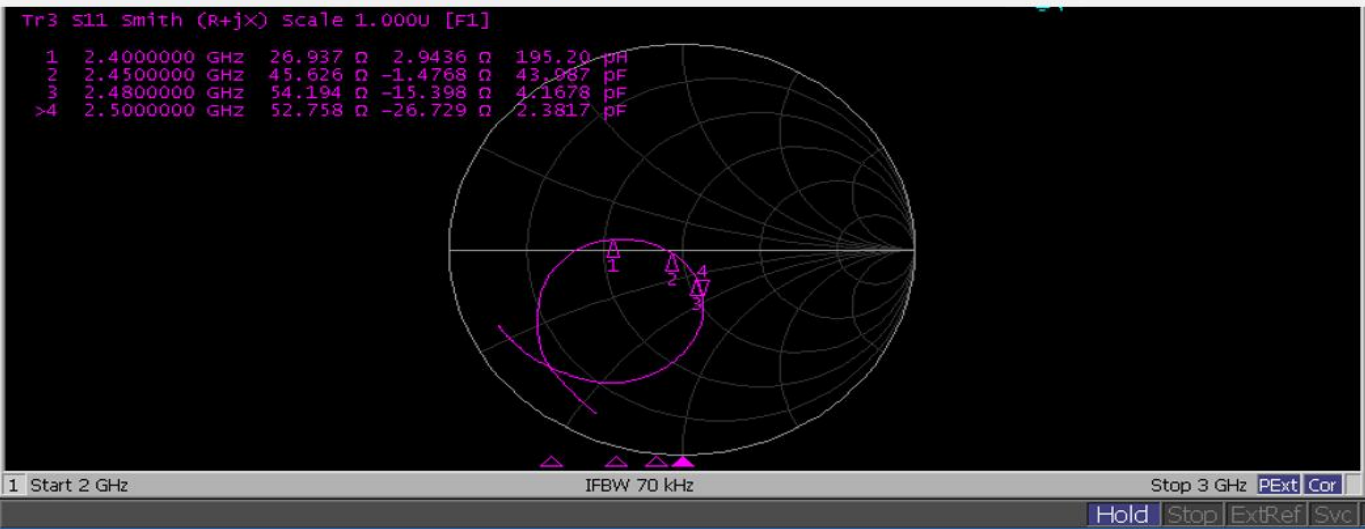 Tr3 S11 Smith (R+jX) Scale 1.000U [F1]
1 2.4000000 GHz 26.937 Ω 2.9436 Ω 195.20 pH
2 2.4500000 GHz 45.626 Ω -1.4768 Ω 43.987 pF
3 2.4800000 GHz 54.194 Ω -15.398 Ω 4.1678 pF
>4 2.5000000 GHz 52.758 Ω -26.729 Ω 2.3817 pF
1
2
4
3
1 Start 2 GHz IFBW 70 kHz Stop 3 GHz PExt Cor
Hold Stop ExtRef Svc